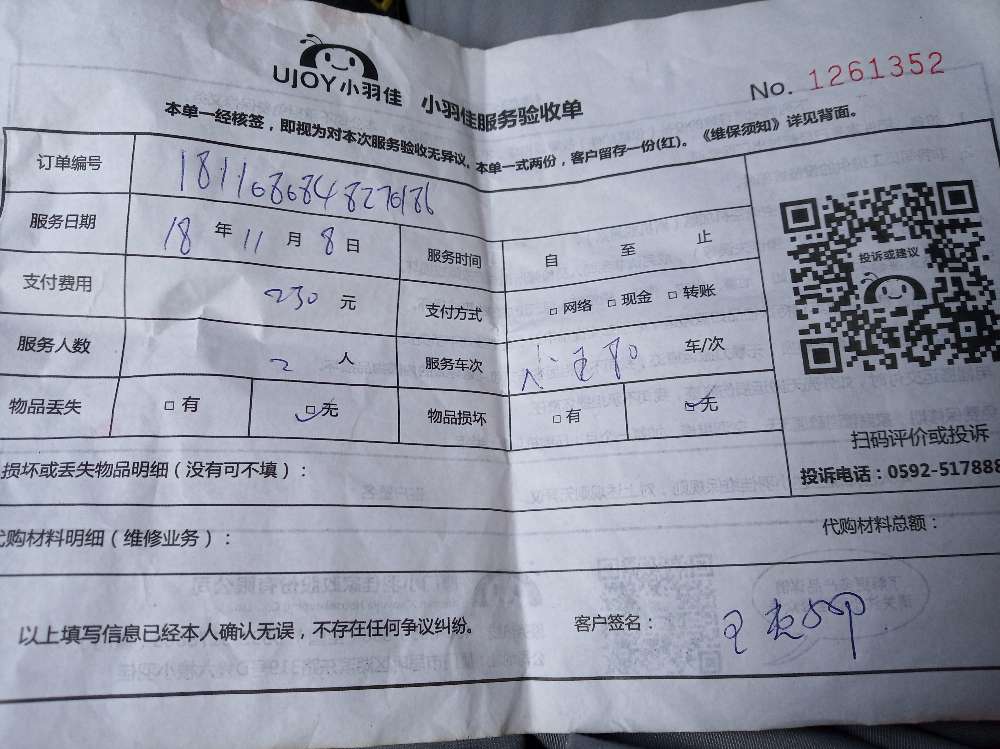 UJOY小羽佳 小羽佳服务验收单 No. 1261352
本单一经核签，即视为对本次服务验收无异议。本单一式两份，客户留存一份(红)。《维保须知》详见背面。
订单编号
服务日期 18 年 11 月 8 日 服务时间 自 至 止
支付费用 230 元 支付方式 □ 网络 □ 现金 □ 转账
服务人数 2 人 服务车次 车/次
物品丢失 □ 有 □ 无 物品损坏 □ 有 □ 无
投诉或建议
扫码评价或投诉
投诉电话：0592-517888
损坏或丢失物品明细（没有可不填）：
代购材料明细（维修业务）： 代购材料总额：
以上填写信息已经本人确认无误，不存在任何争议纠纷。 客户签名：